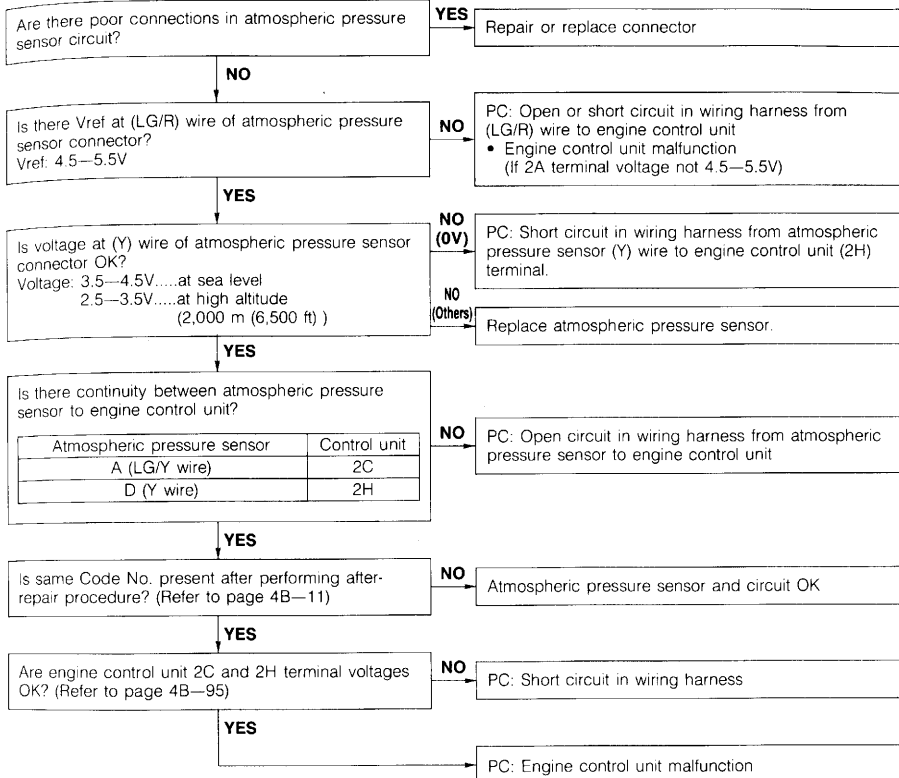 Are there poor connections in atmospheric pressure
sensor circuit?
YES
Repair or replace connector
NO
Is there Vref at (LG/R) wire of atmospheric pressure
sensor connector?
Vref: 4.5—5.5V
NO
PC: Open or short circuit in wiring harness from
(LG/R) wire to engine control unit
• Engine control unit malfunction
(If 2A terminal voltage not 4.5—5.5V)
YES
Is voltage at (Y) wire of atmospheric pressure sensor
connector OK?
Voltage: 3.5—4.5V.....at sea level
2.5—3.5V.....at high altitude
(2,000 m (6,500 ft) )
NO
(0V)
PC: Short circuit in wiring harness from atmospheric
pressure sensor (Y) wire to engine control unit (2H)
terminal.
NO
(Others)
Replace atmospheric pressure sensor.
YES
Is there continuity between atmospheric pressure
sensor to engine control unit?
Atmospheric pressure sensor Control unit
A (LG/Y wire) 2C
D (Y wire) 2H
NO
PC: Open circuit in wiring harness from atmospheric
pressure sensor to engine control unit
YES
Is same Code No. present after performing after-
repair procedure? (Refer to page 4B—11)
NO
Atmospheric pressure sensor and circuit OK
YES
Are engine control unit 2C and 2H terminal voltages
OK? (Refer to page 4B—95)
NO
PC: Short circuit in wiring harness
YES
PC: Engine control unit malfunction